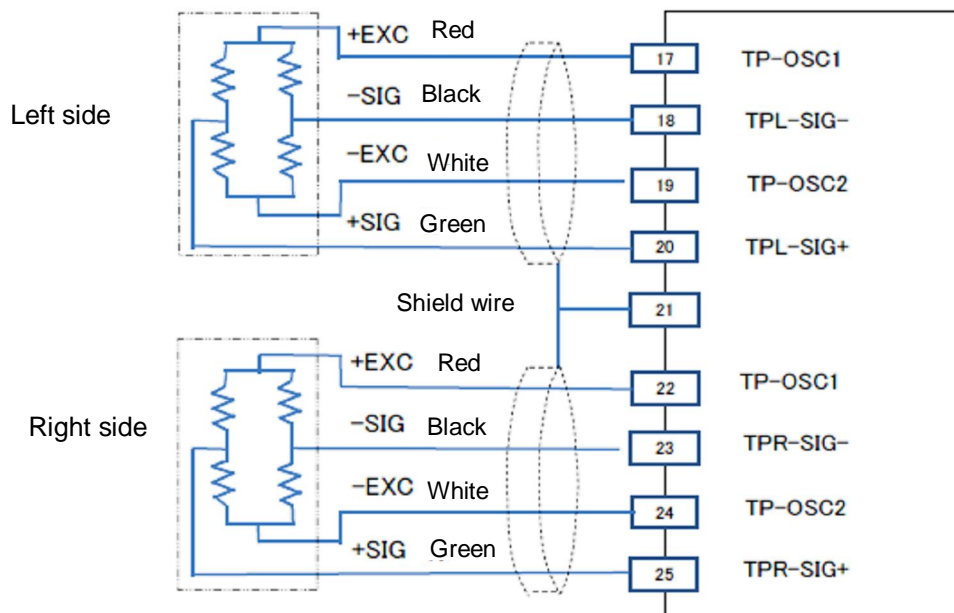 +EXC Red 17 TP-OSC1
Left side
-SIG Black 18 TPL-SIG-
-EXC White 19 TP-OSC2
+SIG Green 20 TPL-SIG+
Shield wire 21
+EXC Red 22 TP-OSC1
Right side
-SIG Black 23 TPR-SIG-
-EXC White 24 TP-OSC2
+SIG Green 25 TPR-SIG+